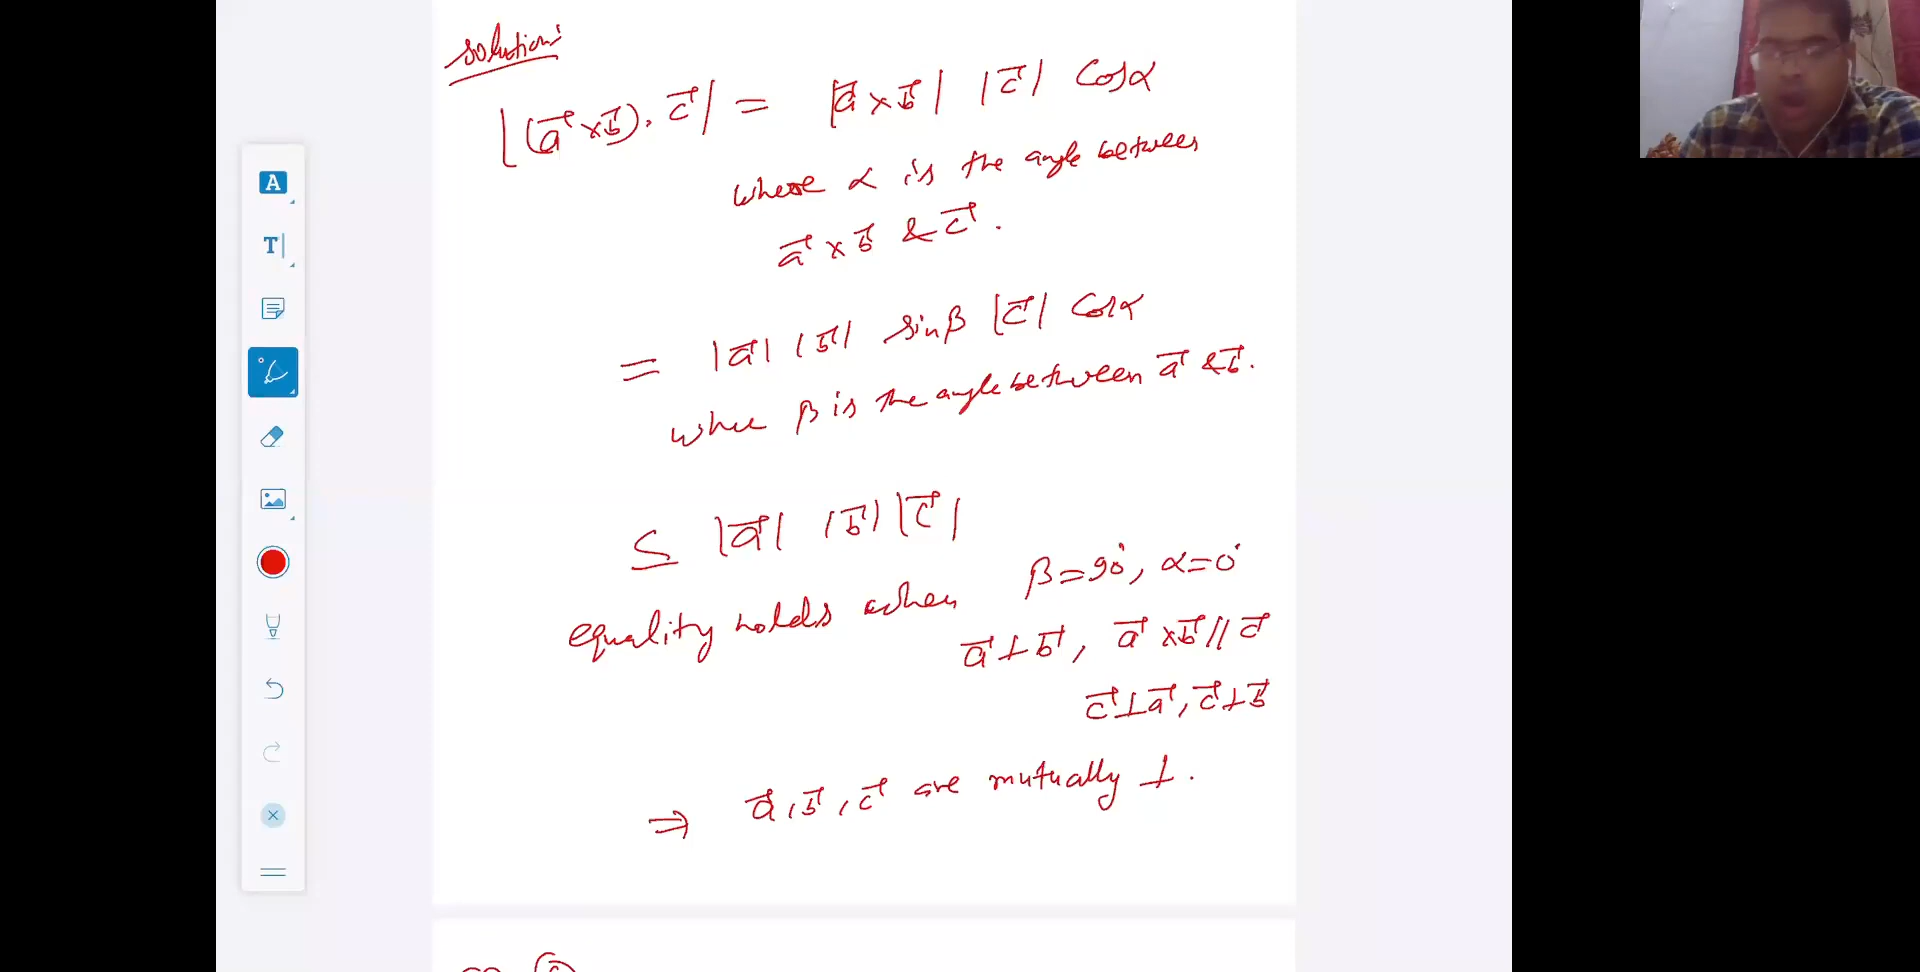 Solution:
|(a⃗ × b⃗). c⃗| = |a⃗ × b⃗| |c⃗| Cosα
where α is the angle between
a⃗ × b⃗ & c⃗.
= |a⃗| |b⃗| sinβ |c⃗| Cosα
where β is the angle between a⃗ & b⃗.
≤ |a⃗| |b⃗| |c⃗|
equality holds when β=90°, α=0°
a⃗ ⊥ b⃗, a⃗ × b⃗ // c⃗
c⃗ ⊥ a⃗, c⃗ ⊥ b⃗
⇒ a⃗, b⃗, c⃗ are mutually ⊥.